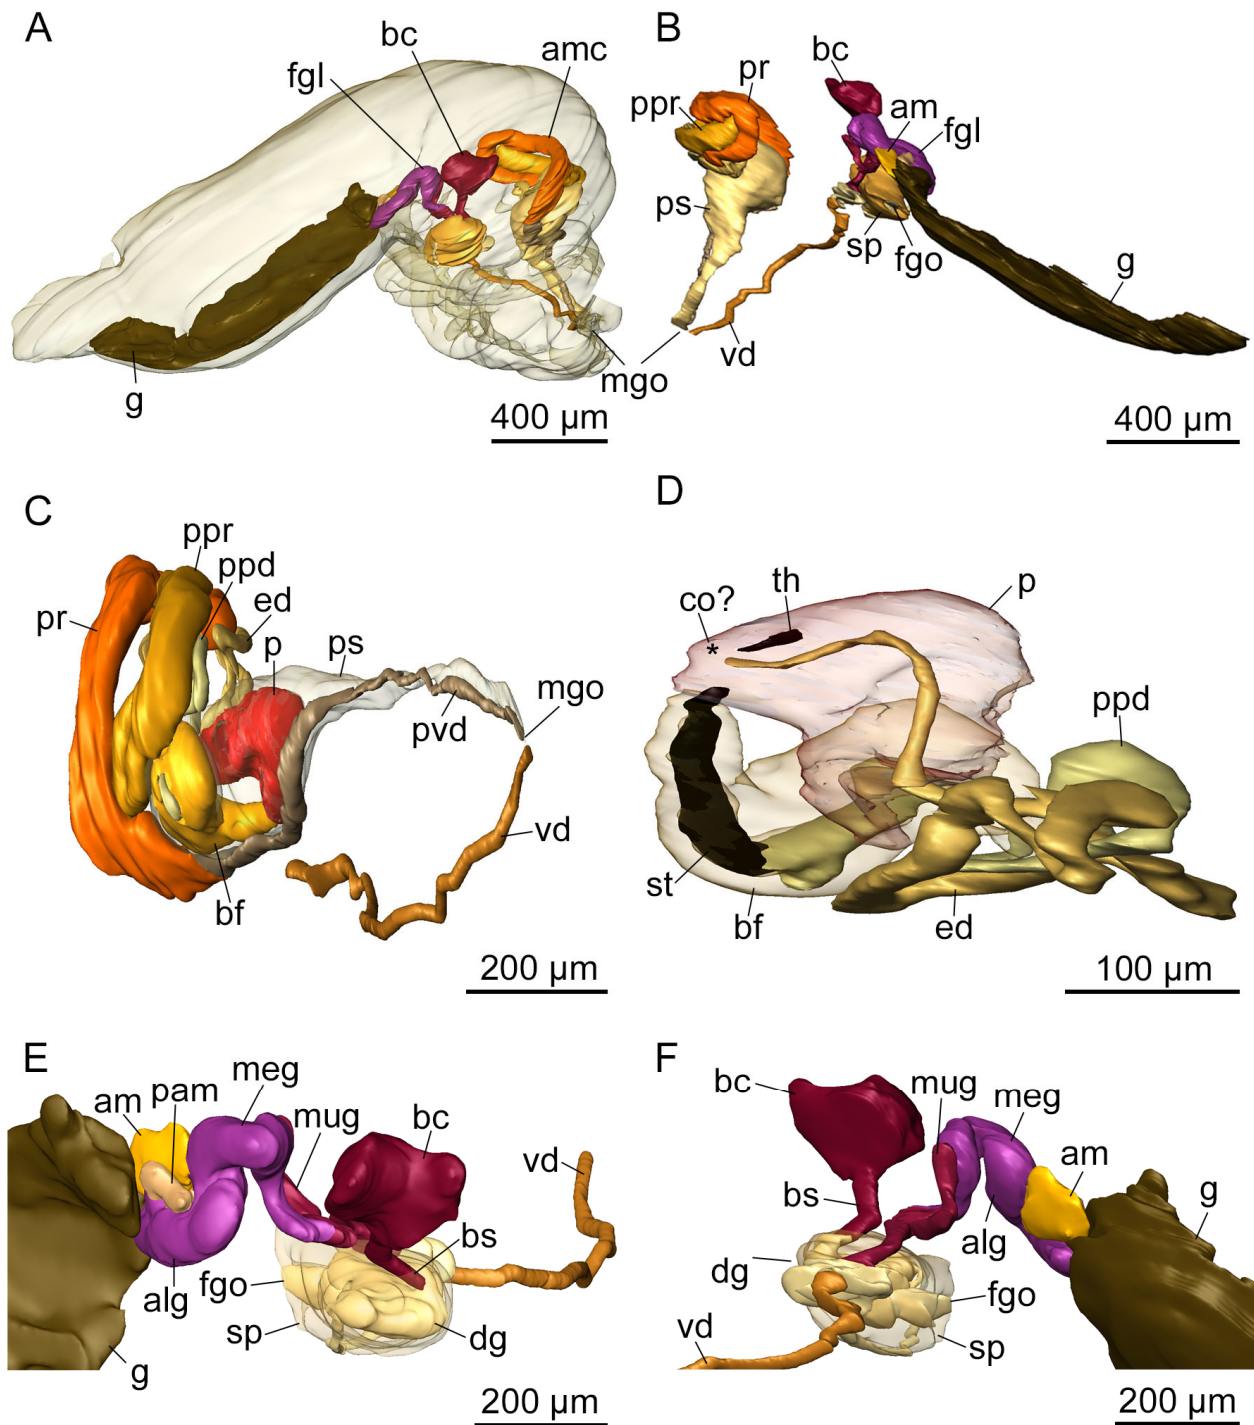 A
bc
amc
fgl
g
mgo
400 µm
B
bc
pr
am
ppr
fgl
ps
sp
fgo
g
vd
400 µm
C
ppr
ppd
ed
pr
p
ps
mgo
pvd
vd
bf
200 µm
D
th
co?
*
p
ppd
st
bf
ed
100 µm
E
meg
pam
am
mug
bc
vd
bs
fgo
alg
sp
dg
g
200 µm
F
bc
mug
meg
am
bs
g
alg
dg
fgo
vd
sp
200 µm